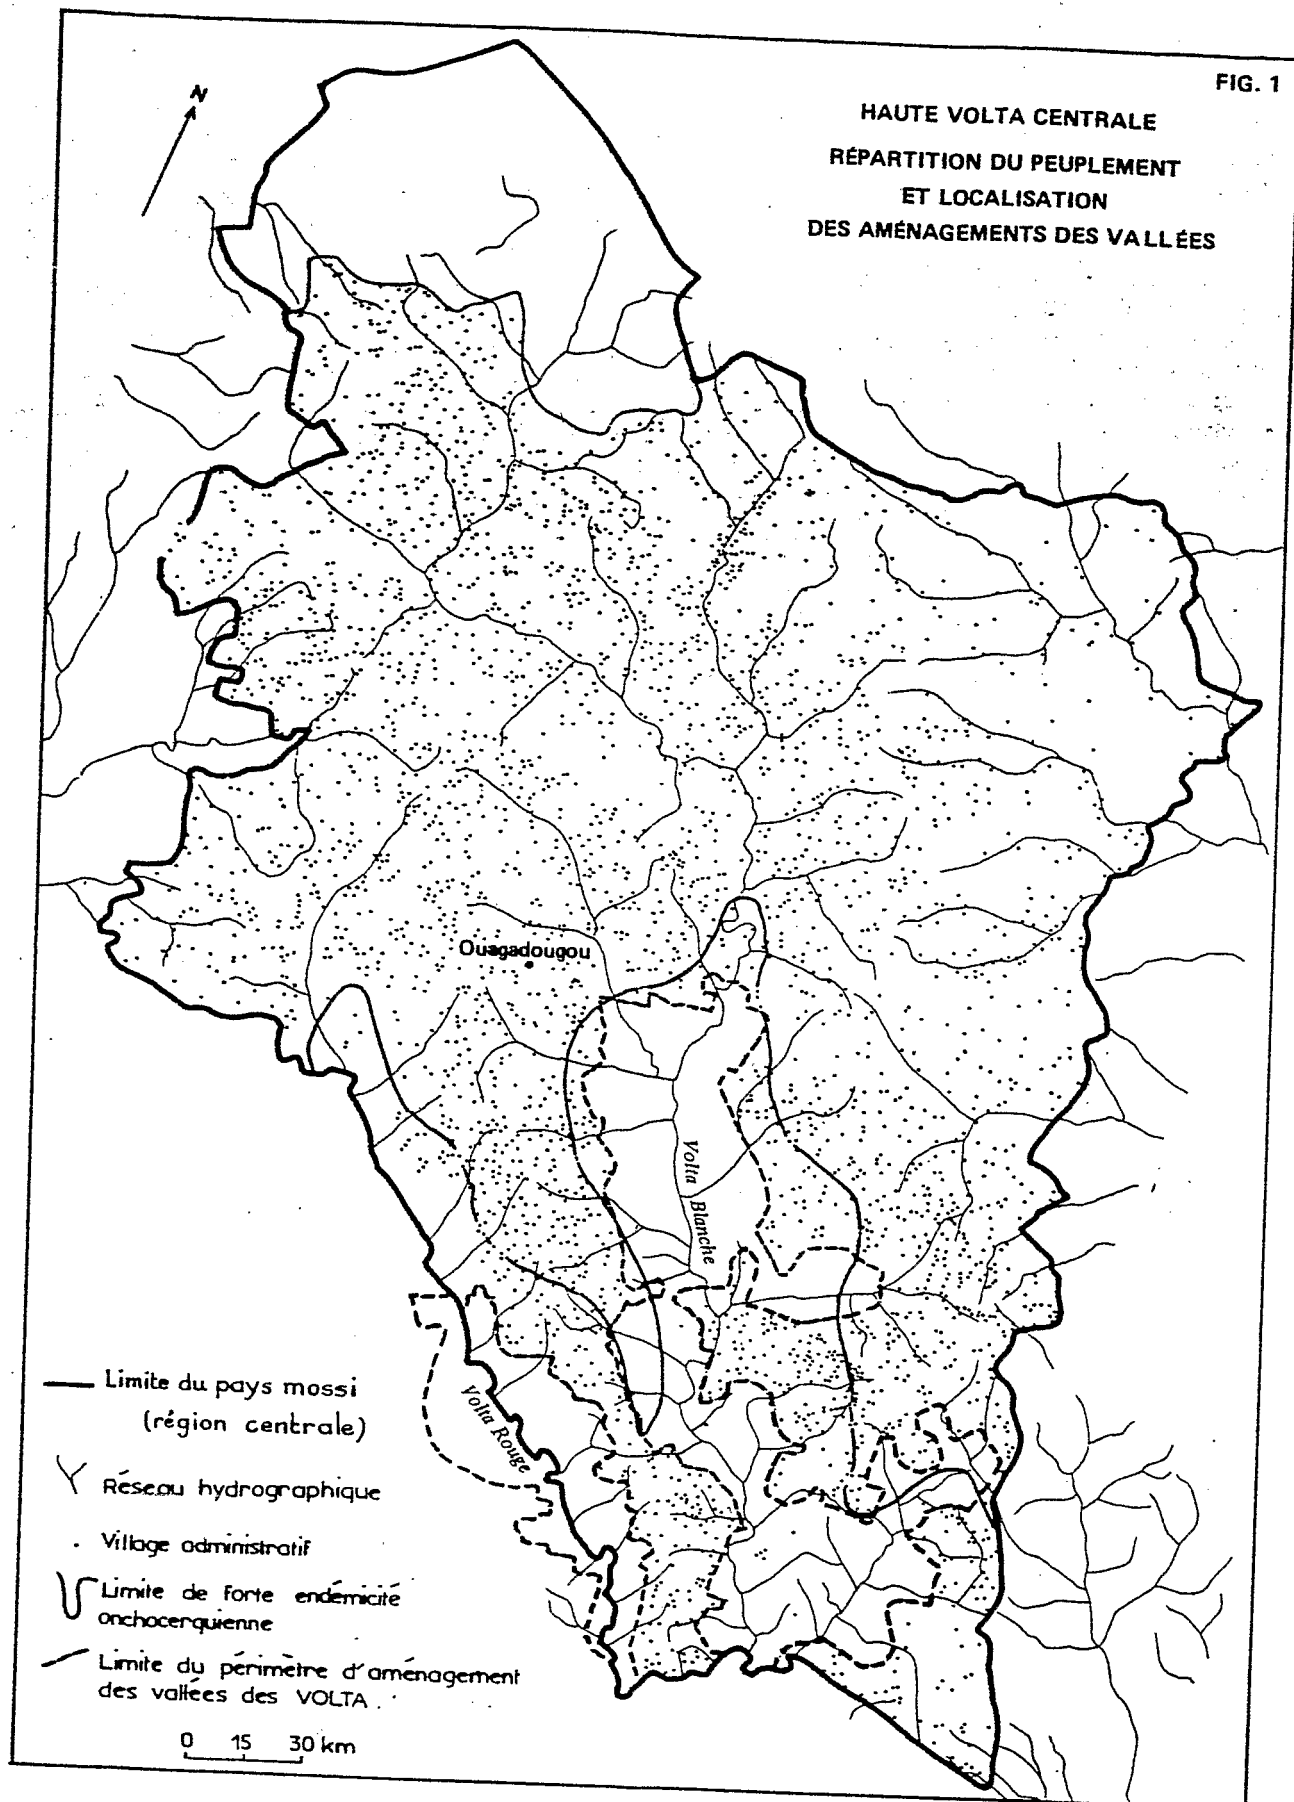 FIG. 1
HAUTE VOLTA CENTRALE
RÉPARTITION DU PEUPLEMENT
ET LOCALISATION
DES AMÉNAGEMENTS DES VALLÉES
N
Ouagadougou
Volta Blanche
Volta Rouge
Limite du pays mossi
(région centrale)
Réseau hydrographique
Village administratif
Limite de forte endémicité
onchocerquienne
Limite du périmètre d'aménagement
des vallées des VOLTA.
0 15 30 km